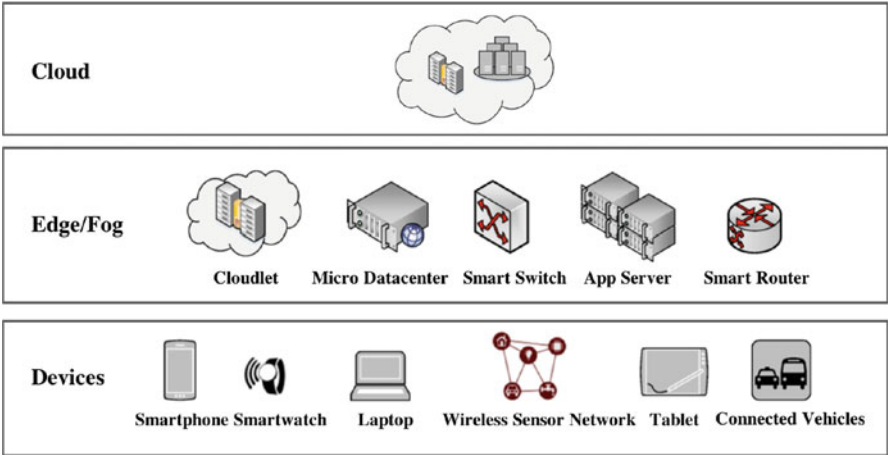 Cloud
Edge/Fog
Cloudlet
Micro Datacenter
Smart Switch
App Server
Smart Router
Devices
Smartphone
Smartwatch
Laptop
Wireless Sensor Network
Tablet
Connected Vehicles